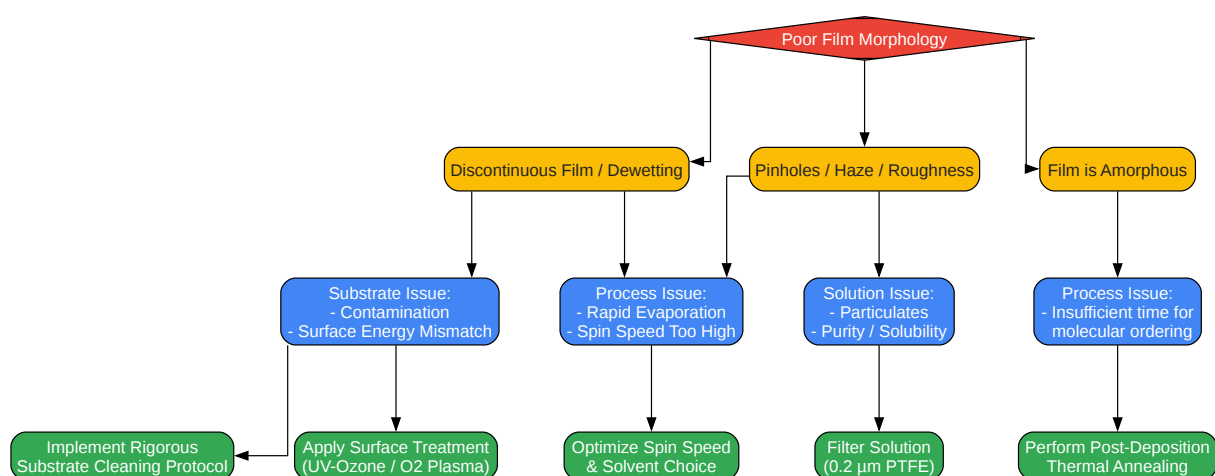 Poor Film Morphology
Discontinuous Film / Dewetting
Pinholes / Haze / Roughness
Film is Amorphous
Substrate Issue:
- Contamination
- Surface Energy Mismatch
Process Issue:
- Rapid Evaporation
- Spin Speed Too High
Solution Issue:
- Particulates
- Purity / Solubility
Process Issue:
- Insufficient time for
molecular ordering
Implement Rigorous
Substrate Cleaning Protocol
Apply Surface Treatment
(UV-Ozone / O2 Plasma)
Optimize Spin Speed
& Solvent Choice
Filter Solution
(0.2 µm PTFE)
Perform Post-Deposition
Thermal Annealing